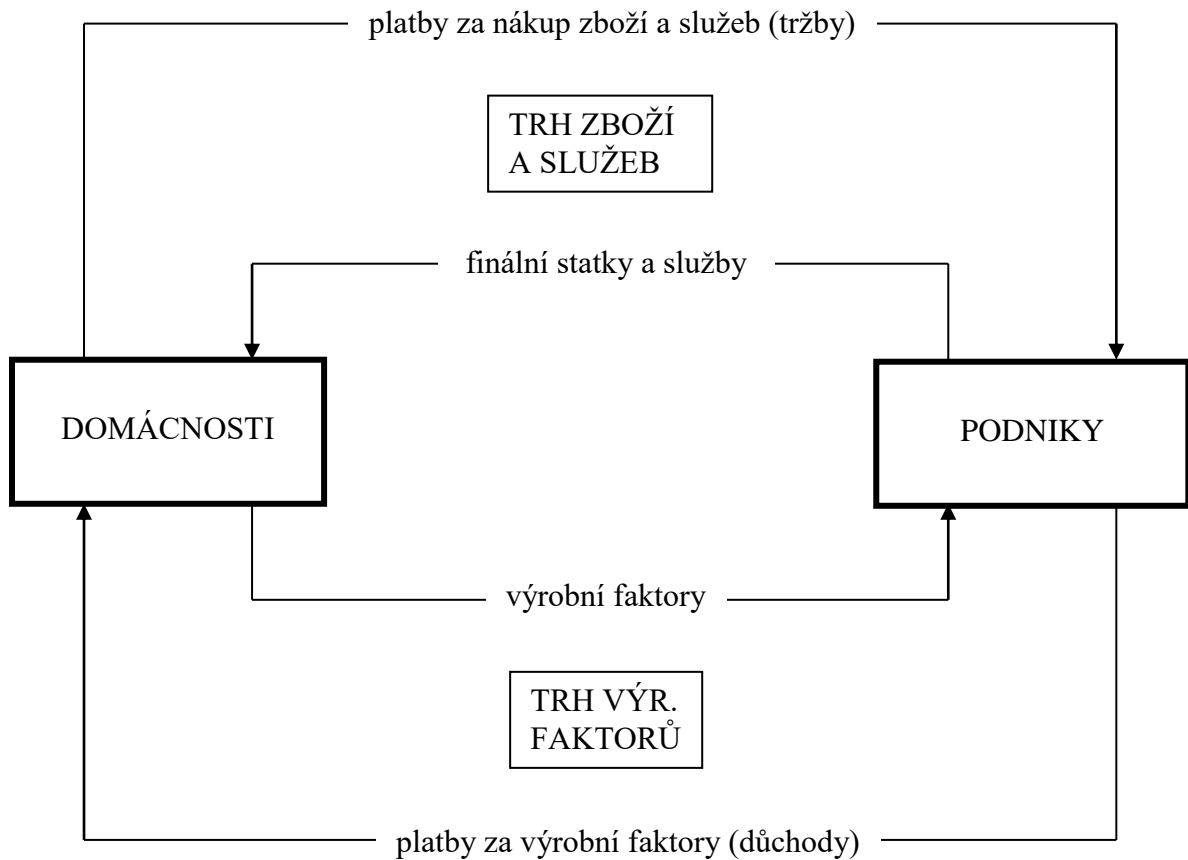 platby za nákup zboží a služeb (tržby)
TRH ZBOŽÍ
A SLUŽEB
finální statky a služby
DOMÁCNOSTI
PODNIKY
výrobní faktory
TRH VÝR.
FAKTORŮ
platby za výrobní faktory (důchody)